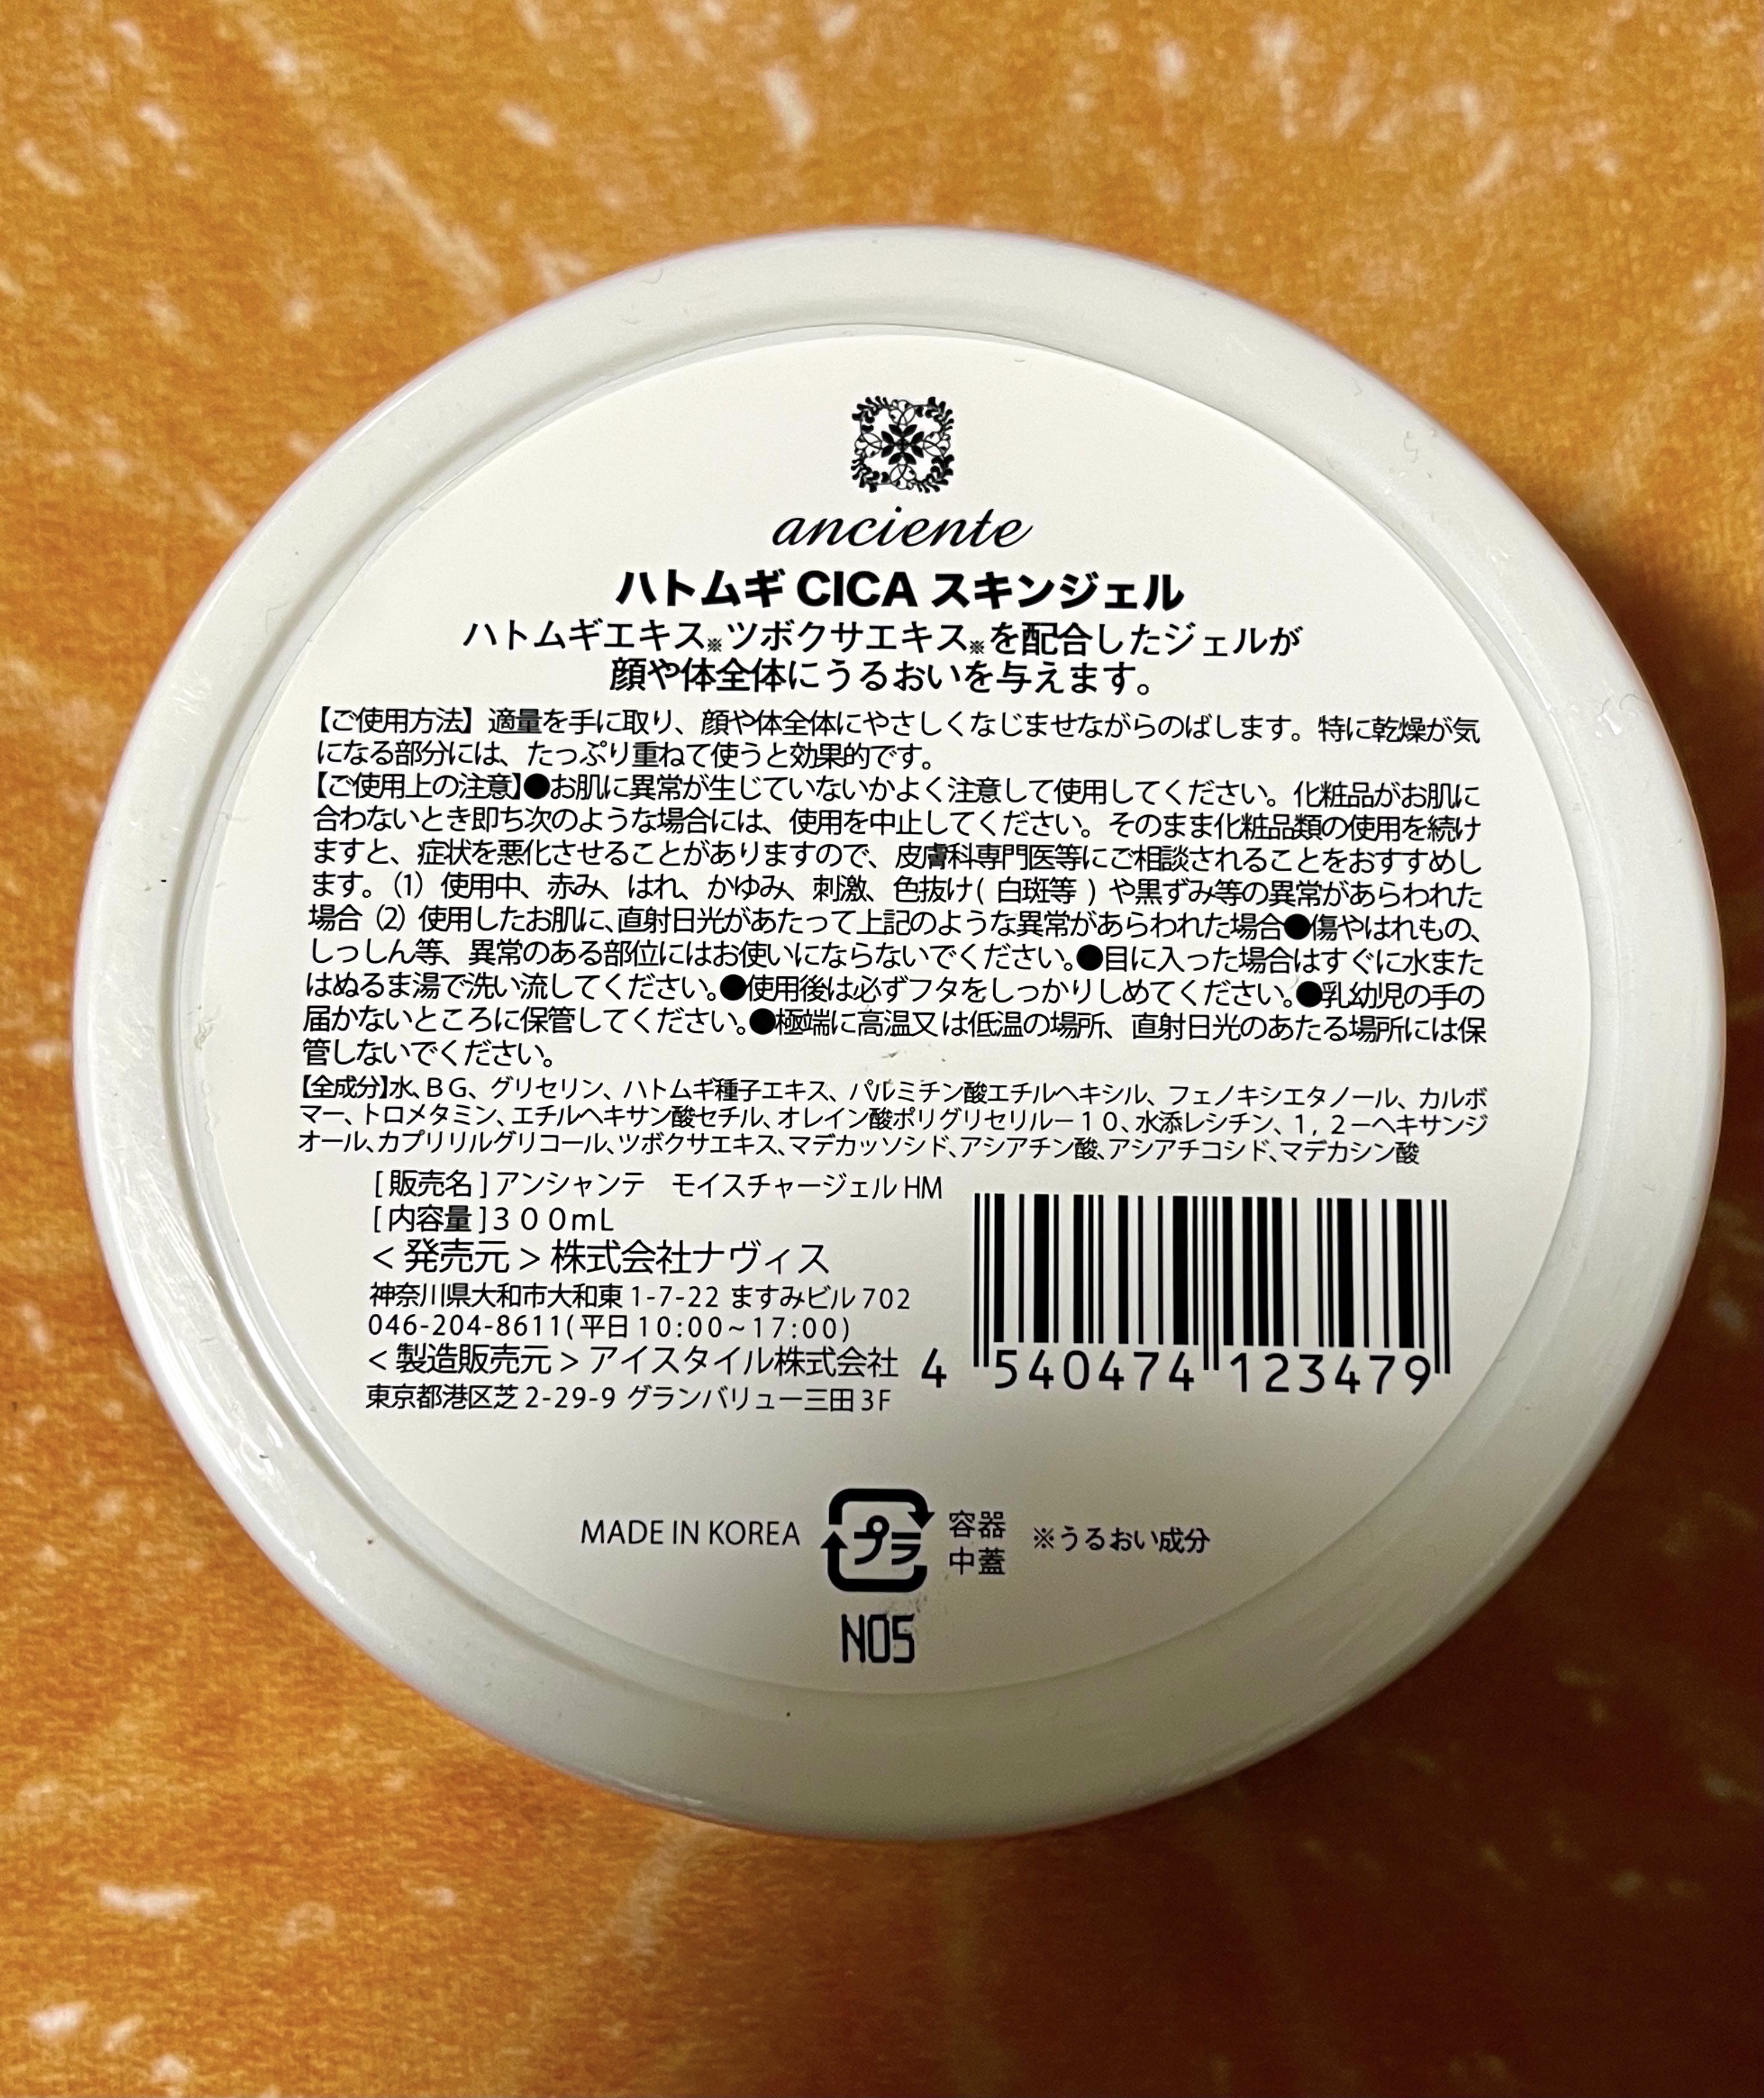 anciente
ハトムギ CICA スキンジェル
ハトムギエキス※ツボクサエキス※を配合したジェルが
顔や体全体にうるおいを与えます。
【ご使用方法】適量を手に取り、顔や体全体にやさしくなじませながらのばします。特に乾燥が気
になる部分には、たっぷり重ねて使うと効果的です。
【ご使用上の注意】●お肌に異常が生じていないかよく注意して使用してください。化粧品がお肌に
合わないとき即ち次のような場合には、使用を中止してください。そのまま化粧品類の使用を続け
ますと、症状を悪化させることがありますので、皮膚科専門医等にご相談されることをおすすめし
ます。(1) 使用中、赤み、はれ、かゆみ、刺激、色抜け( 白斑等 ) や黒ずみ等の異常があらわれた
場合 (2) 使用したお肌に、直射日光があたって上記のような異常があらわれた場合●傷やはれもの、
しっしん等、異常のある部位にはお使いにならないでください。●目に入った場合はすぐに水また
はぬるま湯で洗い流してください。●使用後は必ずフタをしっかりしめてください。●乳幼児の手の
届かないところに保管してください。●極端に高温又は低温の場所、直射日光のあたる場所には保
管しないでください。
【全成分】水、BG、グリセリン、ハトムギ種子エキス、パルミチン酸エチルヘキシル、フェノキシエタノール、カルボ
マー、トロメタミン、エチルヘキサン酸セチル、オレイン酸ポリグリセリルー10、水添レシチン、1,2ーヘキサンジ
オール、カプリリルグリコール、ツボクサエキス、マデカッソシド、アシアチン酸、アシアチコシド、マデカシン酸
[ 販売名 ] アンシャンテ　モイスチャージェル HM
[ 内容量 ]300mL
< 発売元 > 株式会社ナヴィス
神奈川県大和市大和東 1-7-22 ますみビル 702
046-204-8611(平日10:00~17:00)
< 製造販売元 > アイスタイル株式会社
東京都港区芝 2-29-9 グランバリュー三田 3F
4 540474 123479
MADE IN KOREA
プラ
容器
中蓋
※うるおい成分
N05